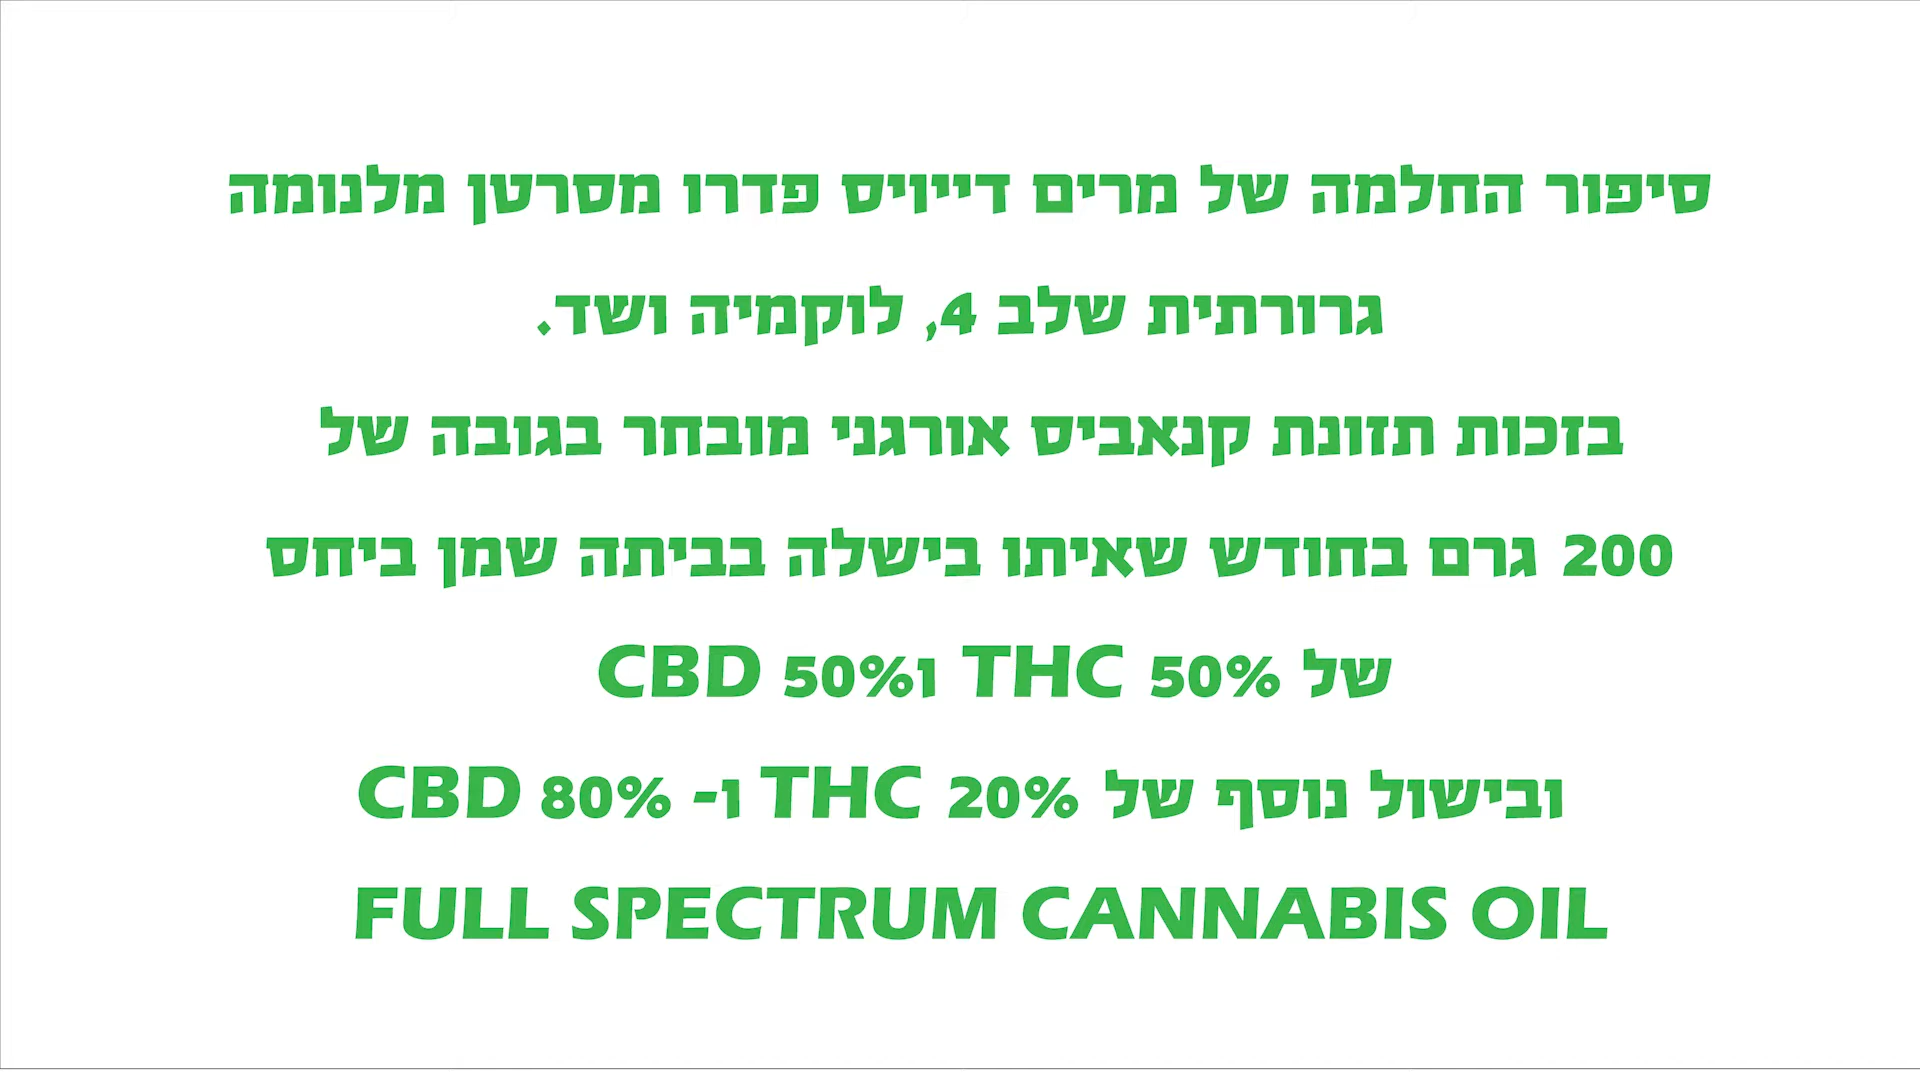 סיפור החלמה של מרים דייויס פדרו מסרטן מלנומה
גרורתית שלב 4, לוקמיה ושד.
בזכות תזונת קנאביס אורגני מובחר בגובה של
200 גרם בחודש שאיתו בישלה בביתה שמן ביחס
של 50% THC ו50% CBD
ובישול נוסף של 20% THC ו- 80% CBD
FULL SPECTRUM CANNABIS OIL